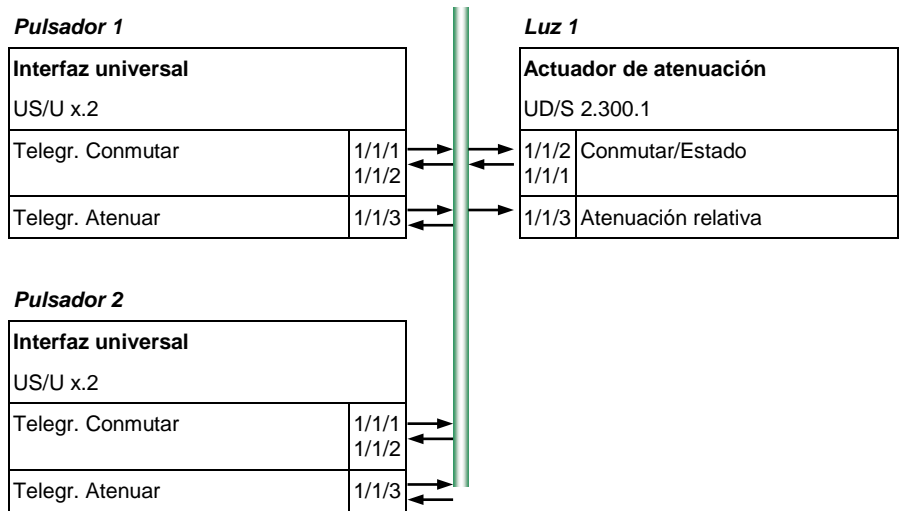 Pulsador 1
Interfaz universal
US/U x.2
Telegr. Conmutar 1/1/1
1/1/2
Telegr. Atenuar 1/1/3
Luz 1
Actuador de atenuación
UD/S 2.300.1
1/1/2 Conmutar/Estado
1/1/1
1/1/3 Atenuación relativa
Pulsador 2
Interfaz universal
US/U x.2
Telegr. Conmutar 1/1/1
1/1/2
Telegr. Atenuar 1/1/3